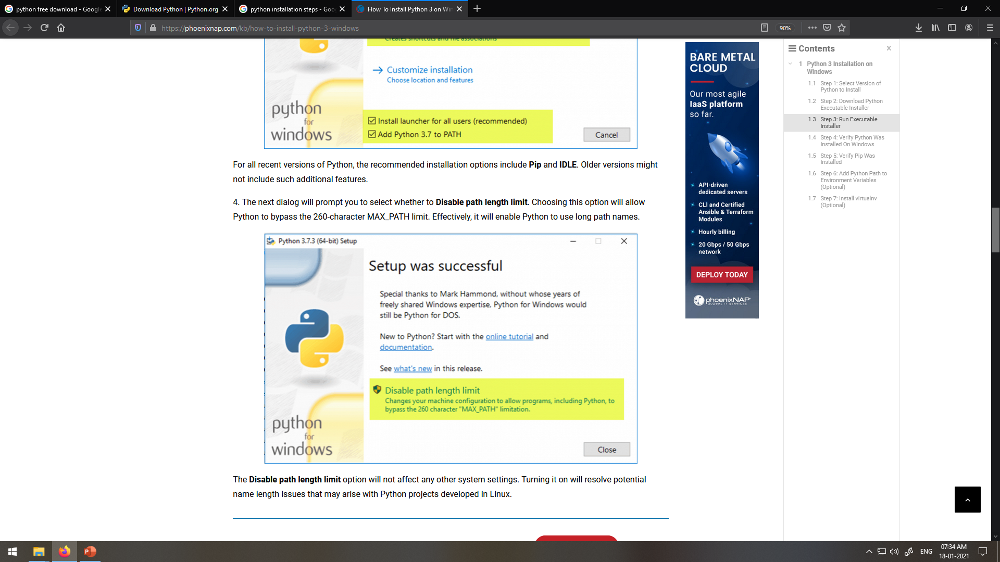 python free download - Google
Download Python | Python.org
python installation steps - Goo
How To Install Python 3 on Win
https://phoenixnap.com/kb/how-to-install-python-3-windows
90%
Creates shortcuts and file associations
Customize installation
Choose location and features
python
for
windows
Install launcher for all users (recommended)
Add Python 3.7 to PATH
Cancel
For all recent versions of Python, the recommended installation options include Pip and IDLE. Older versions might
not include such additional features.
4. The next dialog will prompt you to select whether to Disable path length limit. Choosing this option will allow
Python to bypass the 260-character MAX_PATH limit. Effectively, it will enable Python to use long path names.
Python 3.7.3 (64-bit) Setup
Setup was successful
Special thanks to Mark Hammond, without whose years of
freely shared Windows expertise, Python for Windows would
still be Python for DOS.
New to Python? Start with the online tutorial and
documentation.
See what's new in this release.
Disable path length limit
Changes your machine configuration to allow programs, including Python, to
bypass the 260 character "MAX_PATH" limitation.
python
for
windows
Close
The Disable path length limit option will not affect any other system settings. Turning it on will resolve potential
name length issues that may arise with Python projects developed in Linux.
BARE METAL
CLOUD
Our most agile
IaaS platform
so far.
API-driven
dedicated servers
CLI and Certified
Ansible & Terraform
Modules
Hourly billing
20 Gbps / 50 Gbps
network
DEPLOY TODAY
phoenixNAP
GLOBAL IT SERVICES
Contents
1 Python 3 Installation on
Windows
1.1 Step 1: Select Version of
Python to Install
1.2 Step 2: Download Python
Executable Installer
1.3 Step 3: Run Executable
Installer
1.4 Step 4: Verify Python Was
Installed On Windows
1.5 Step 5: Verify Pip Was
Installed
1.6 Step 6: Add Python Path to
Environment Variables
(Optional)
1.7 Step 7: Install virtualnv
(Optional)
ENG
07:34 AM
18-01-2021